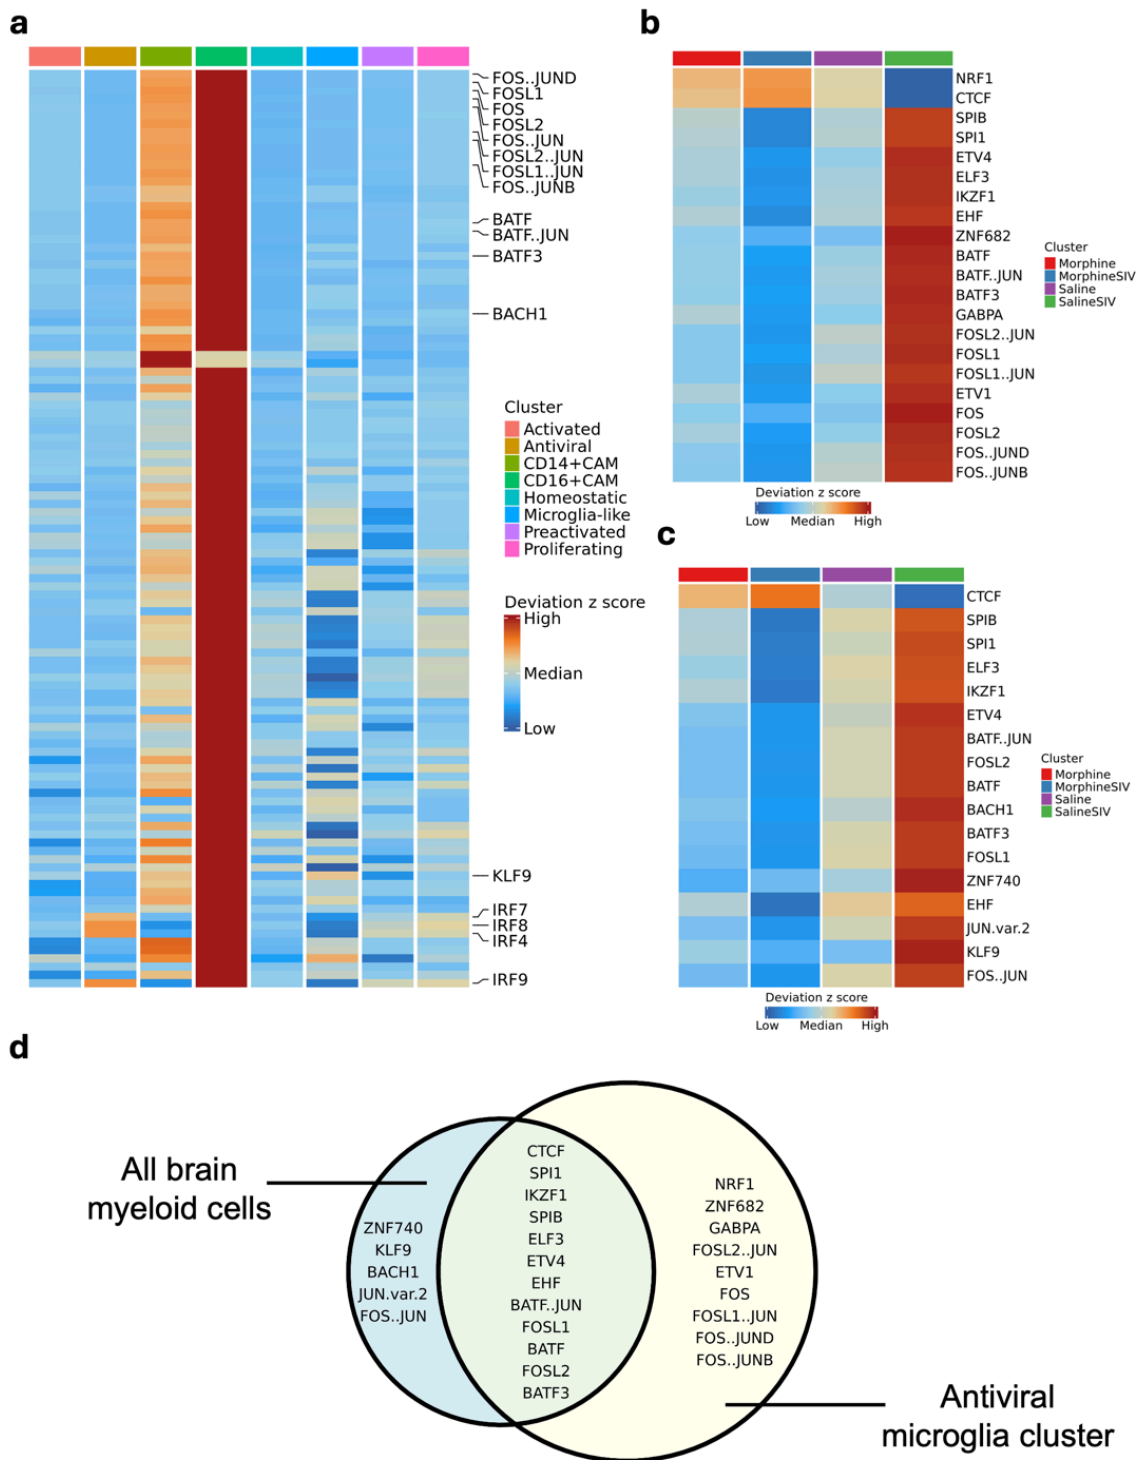 a
FOS..JUND
FOSL1
FOS
FOSL2
FOS..JUN
FOSL2..JUN
FOSL1..JUN
FOS..JUNB
BATF
BATF..JUN
BATF3
BACH1
KLF9
IRF7
IRF8
IRF4
IRF9
Cluster
Activated
Antiviral
CD14+CAM
CD16+CAM
Homeostatic
Microglia-like
Preactivated
Proliferating
Deviation z score
High
Median
Low
b
NRF1
CTCF
SPIB
SPI1
ETV4
ELF3
IKZF1
EHF
ZNF682
BATF
BATF..JUN
BATF3
GABPA
FOSL2..JUN
FOSL1
FOSL1..JUN
ETV1
FOS
FOSL2
FOS..JUND
FOS..JUNB
Cluster
Morphine
MorphineSIV
Saline
SalineSIV
Deviation z score
Low Median High
c
CTCF
SPIB
SPI1
ELF3
IKZF1
ETV4
BATF..JUN
FOSL2
BATF
BACH1
BATF3
FOSL1
ZNF740
EHF
JUN.var.2
KLF9
FOS..JUN
Cluster
Morphine
MorphineSIV
Saline
SalineSIV
Deviation z score
Low Median High
d
All brain
myeloid cells
ZNF740
KLF9
BACH1
JUN.var.2
FOS..JUN
CTCF
SPI1
IKZF1
SPIB
ELF3
ETV4
EHF
BATF..JUN
FOSL1
BATF
FOSL2
BATF3
NRF1
ZNF682
GABPA
FOSL2..JUN
ETV1
FOS
FOSL1..JUN
FOS..JUND
FOS..JUNB
Antiviral
microglia cluster